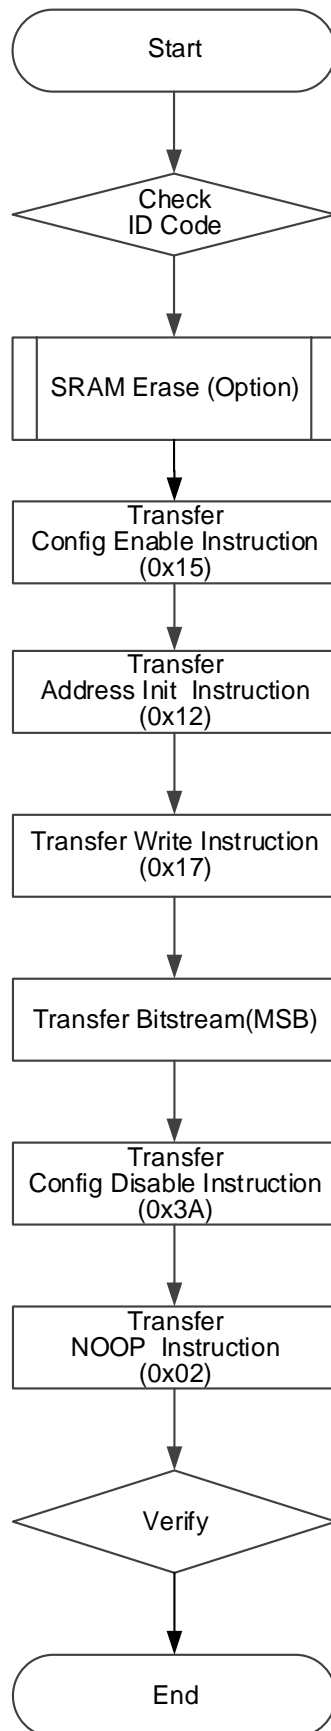 Start
Check
ID Code
SRAM Erase (Option)
Transfer
Config Enable Instruction
(0x15)
Transfer
Address Init  Instruction
(0x12)
Transfer Write Instruction
(0x17)
Transfer Bitstream(MSB)
Transfer
Config Disable Instruction
(0x3A)
Transfer
NOOP  Instruction
(0x02)
Verify
End